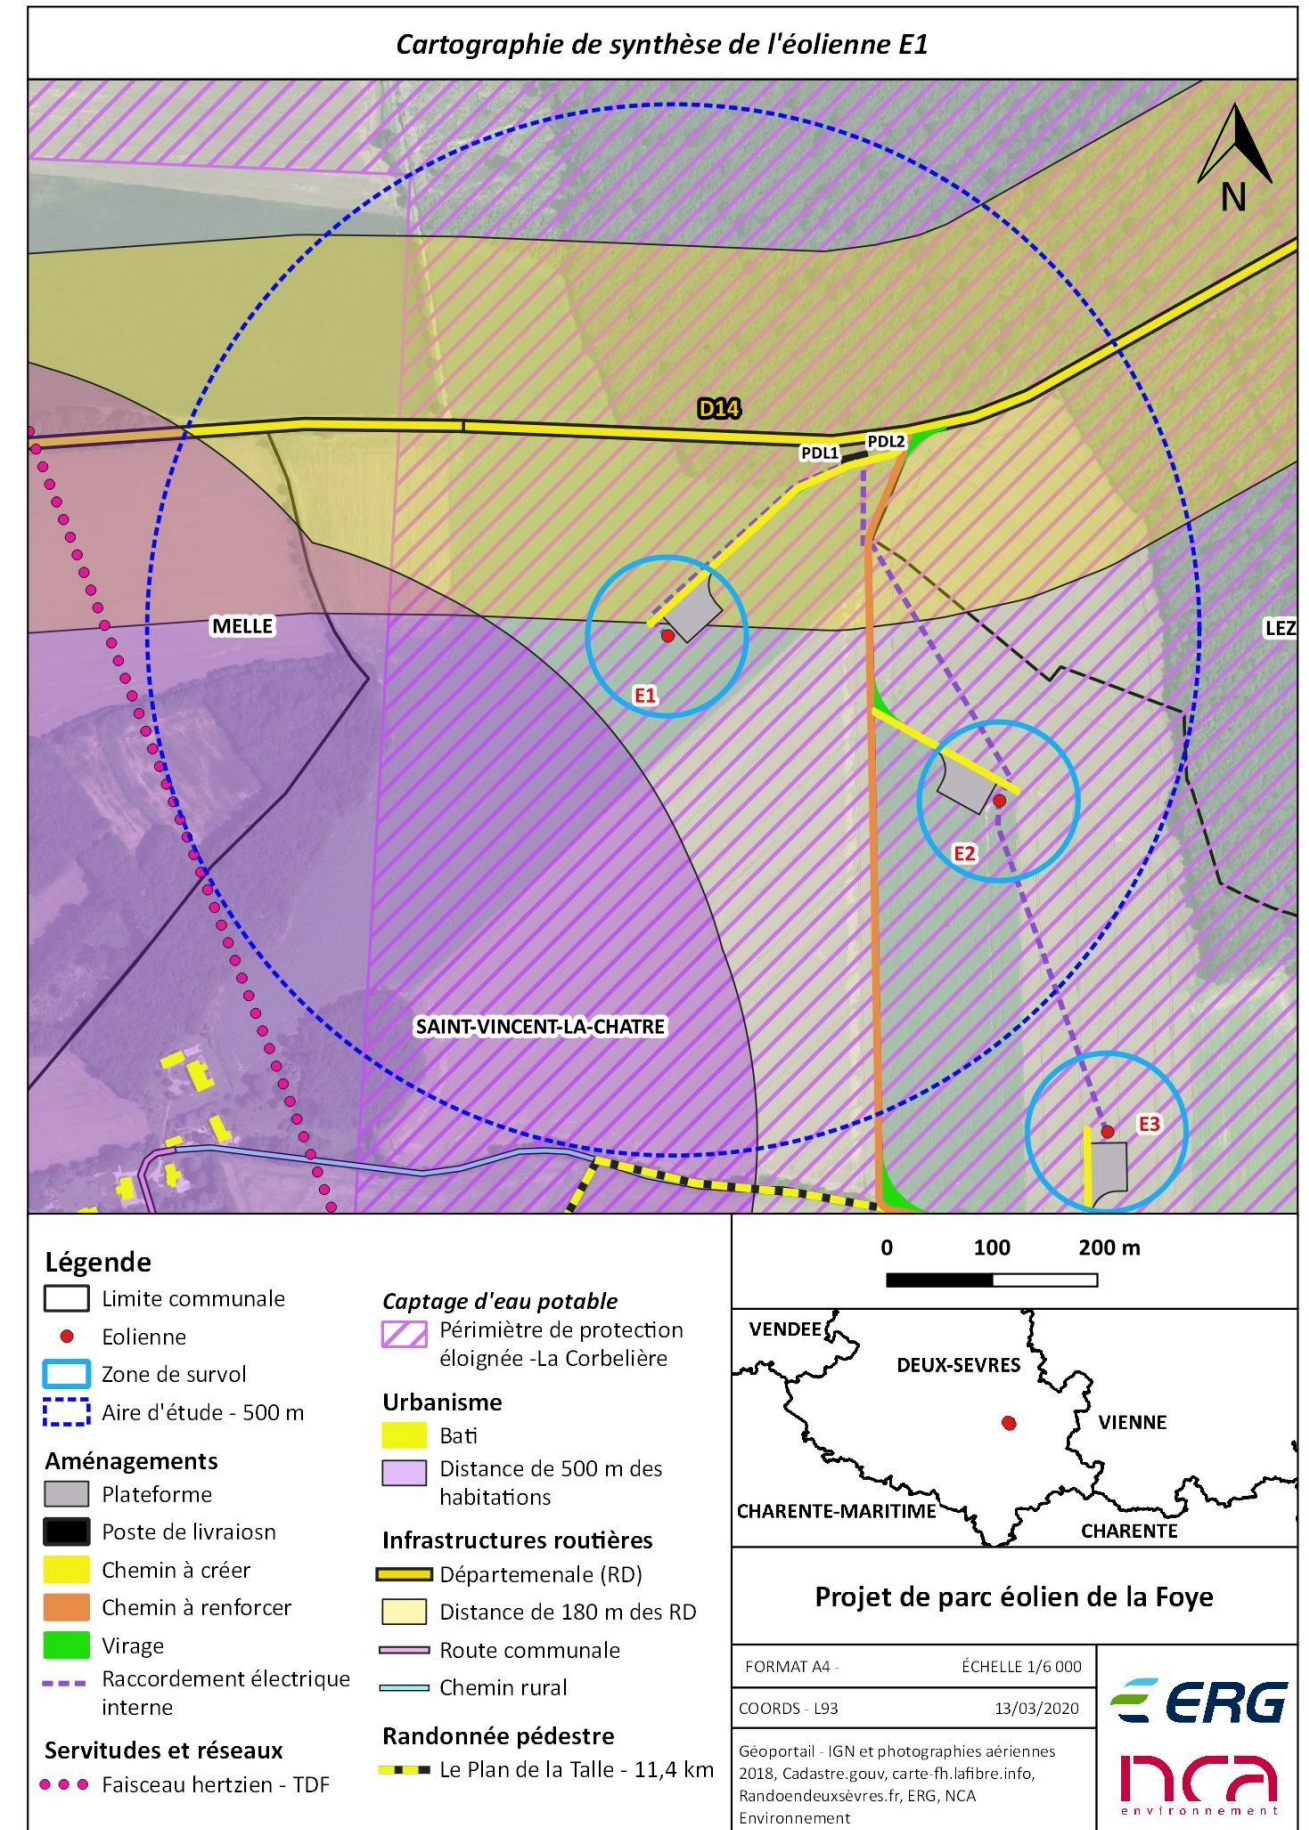 Cartographie de synthèse de l'éolienne E1
N
D14
PDL1
PDL2
MELLE
LEZ
E1
E2
SAINT-VINCENT-LA-CHATRE
E3
Légende
Limite communale
Eolienne
Zone de survol
Aire d'étude - 500 m
Aménagements
Plateforme
Poste de livraiosn
Chemin à créer
Chemin à renforcer
Virage
Raccordement électrique
interne
Servitudes et réseaux
Faisceau hertzien - TDF
Captage d'eau potable
Périmiètre de protection
éloignée -La Corbelière
Urbanisme
Bati
Distance de 500 m des
habitations
Infrastructures routières
Départemenale (RD)
Distance de 180 m des RD
Route communale
Chemin rural
Randonnée pédestre
Le Plan de la Talle - 11,4 km
0 100 200 m
VENDEE
DEUX-SEVRES
VIENNE
CHARENTE-MARITIME
CHARENTE
Projet de parc éolien de la Foye
FORMAT A4 - ÉCHELLE 1/6 000
COORDS - L93 13/03/2020
Géoportail - IGN et photographies aériennes
2018, Cadastre.gouv, carte-fh.lafibre.info,
Randoendeuxsèvres.fr, ERG, NCA
Environnement
ERG
nca
environnement